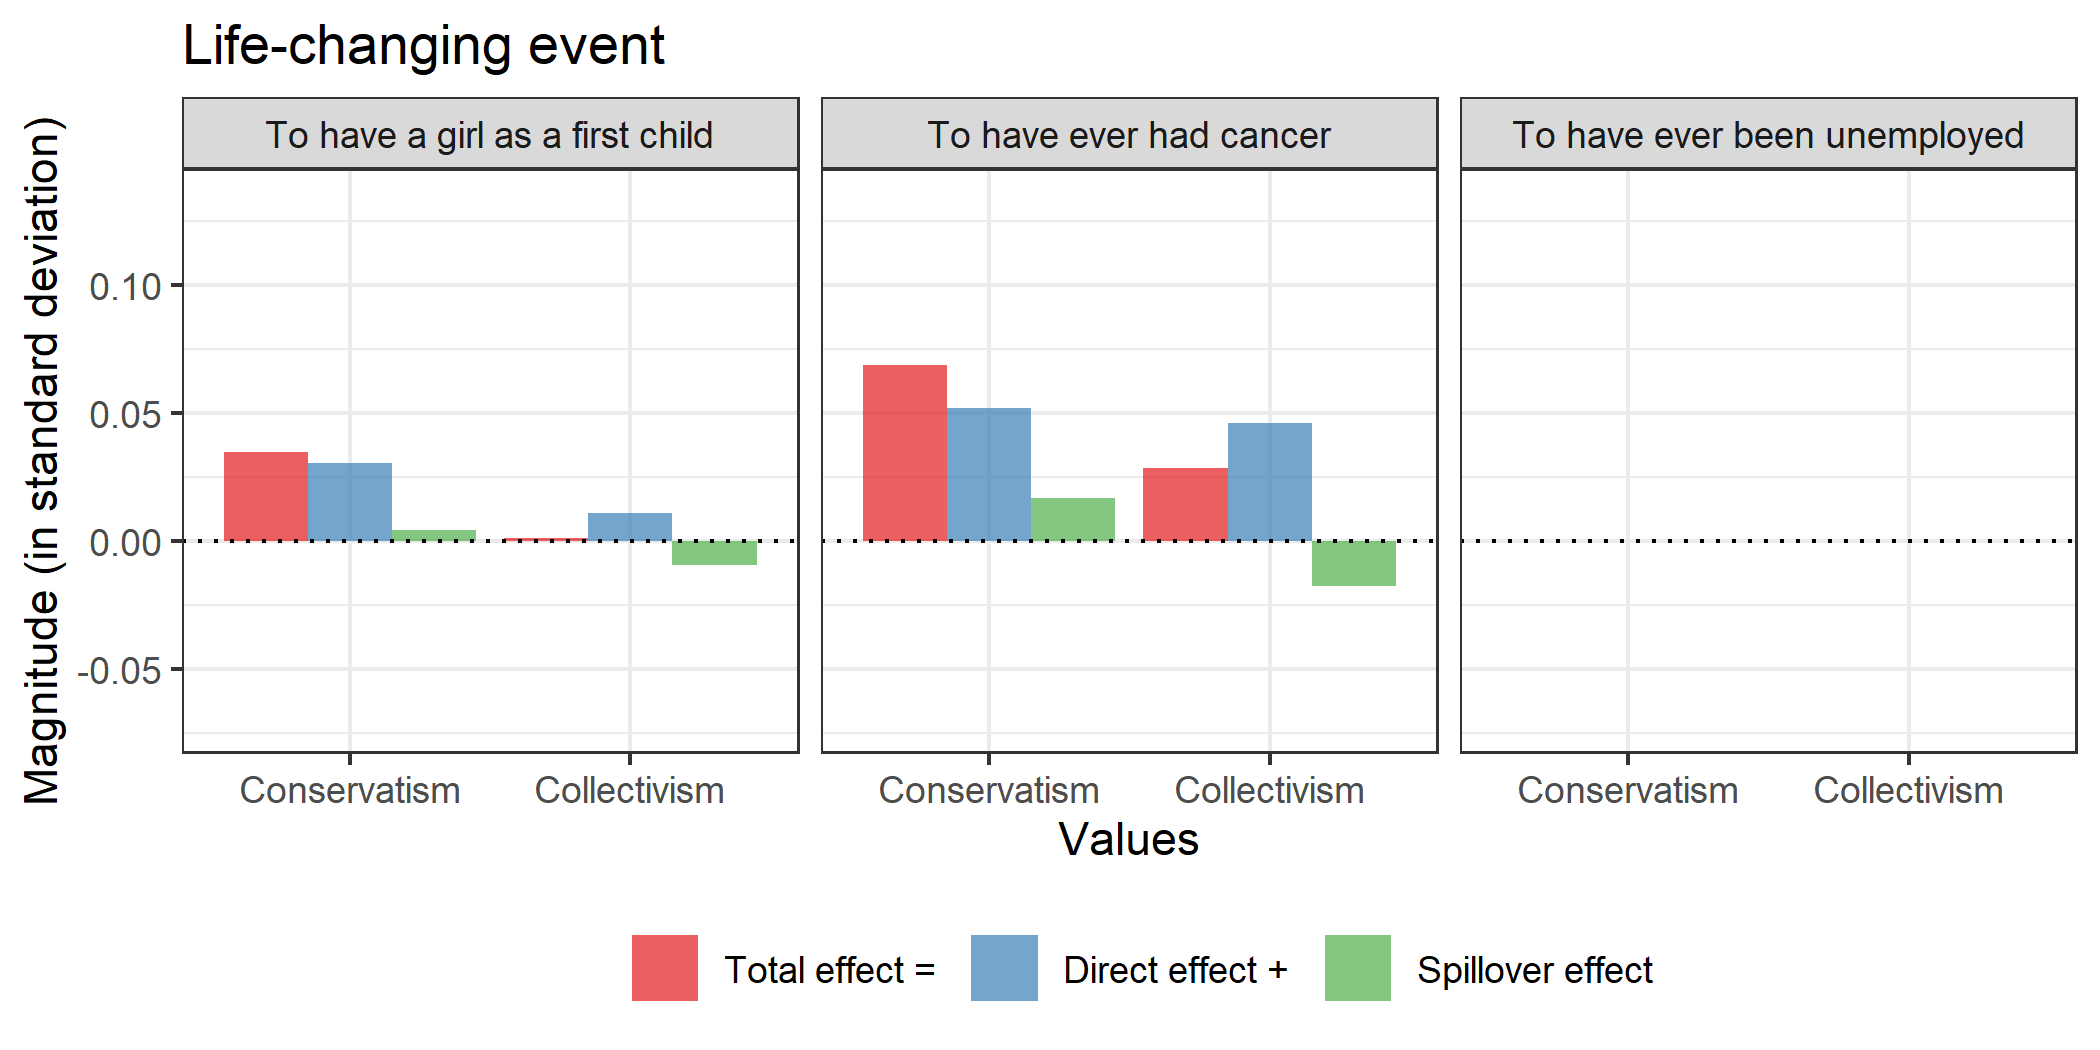 Life-changing event
To have a girl as a first child
To have ever had cancer
To have ever been unemployed
Magnitude (in standard deviation)
0.10
0.05
0.00
-0.05
Conservatism Collectivism
Conservatism Collectivism
Conservatism Collectivism
Values
Total effect = Direct effect + Spillover effect